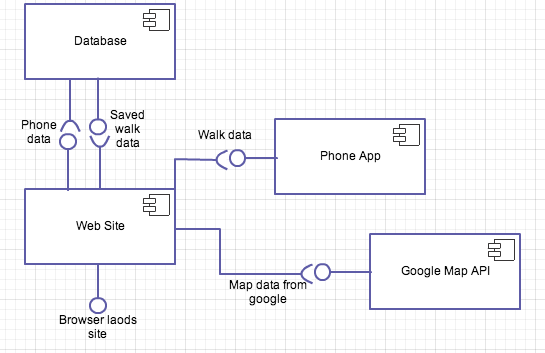 Database
Phone
data
Saved
walk
data
Walk data
Phone App
Web Site
Map data from
google
Google Map API
Browser laods
site